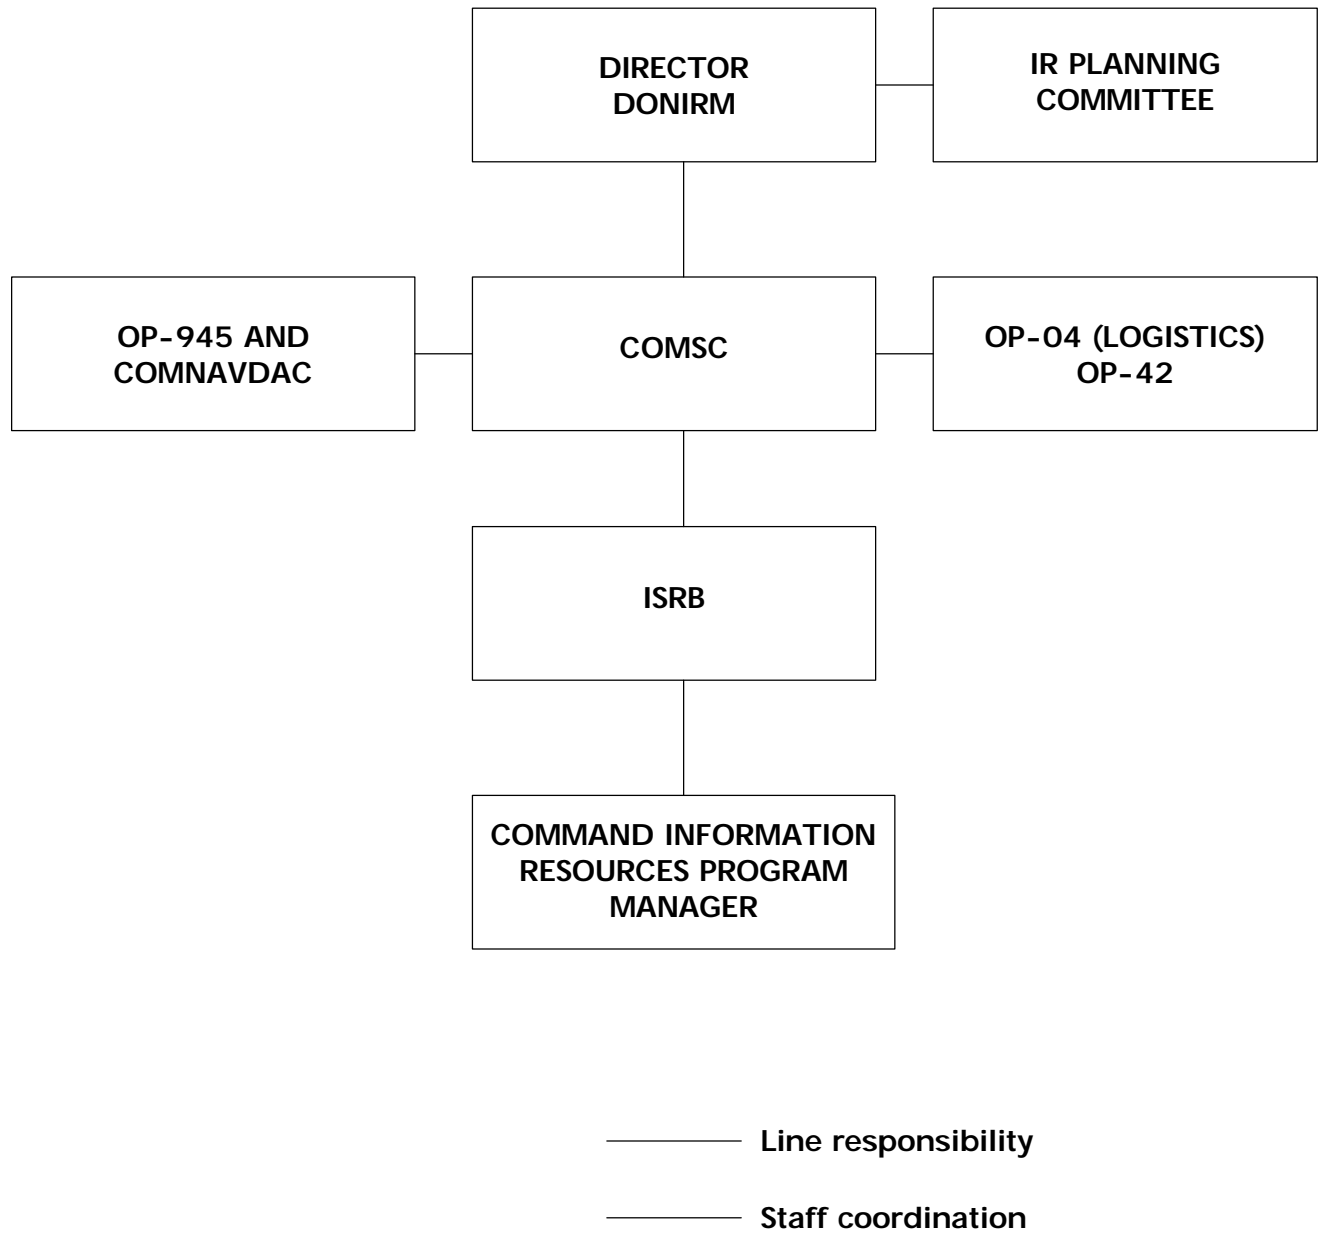 DIRECTOR
DONIRM
IR PLANNING
COMMITTEE
OP-945 AND
COMNAVDAC
COMSC
OP-04 (LOGISTICS)
OP-42
ISRB
COMMAND INFORMATION
RESOURCES PROGRAM
MANAGER
Line responsibility
Staff coordination